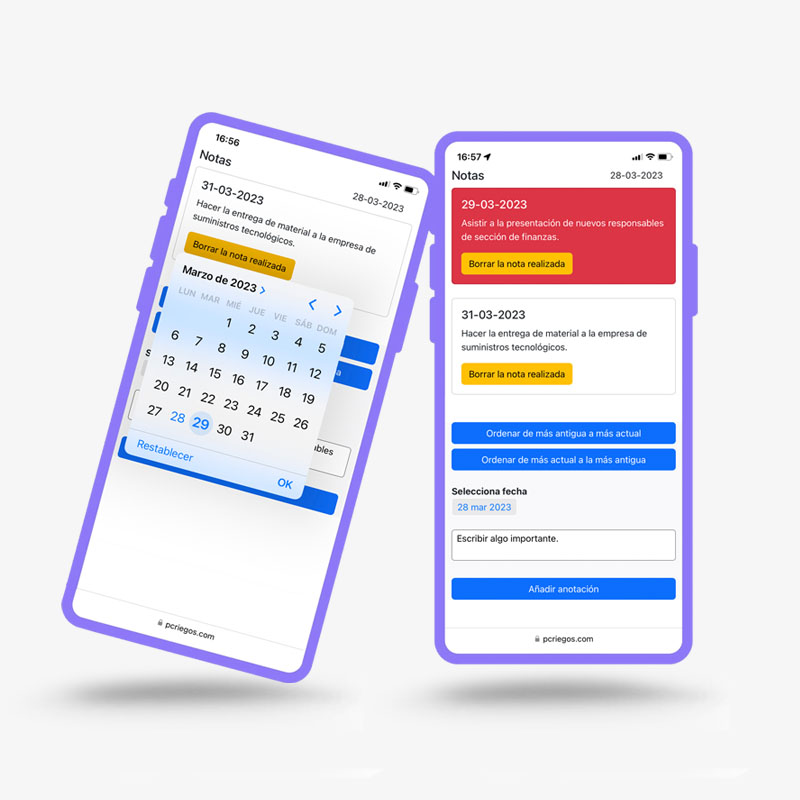 16:56
Notas
28-03-2023
31-03-2023
Hacer la entrega de material a la empresa de
suministros tecnológicos.
Borrar la nota realizada
Marzo de 2023
LUN MAR MIÉ JUE VIE SÁB DOM
1 2 3 4 5
6 7 8 9 10 11 12
13 14 15 16 17 18 19
20 21 22 23 24 25 26
27 28 29 30 31
Restablecer
OK
pcriegos.com
16:57
Notas
28-03-2023
29-03-2023
Asistir a la presentación de nuevos responsables
de sección de finanzas.
Borrar la nota realizada
31-03-2023
Hacer la entrega de material a la empresa de
suministros tecnológicos.
Borrar la nota realizada
Ordenar de más antigua a más actual
Ordenar de más actual a la más antigua
Selecciona fecha
28 mar 2023
Escribir algo importante.
Añadir anotación
pcriegos.com